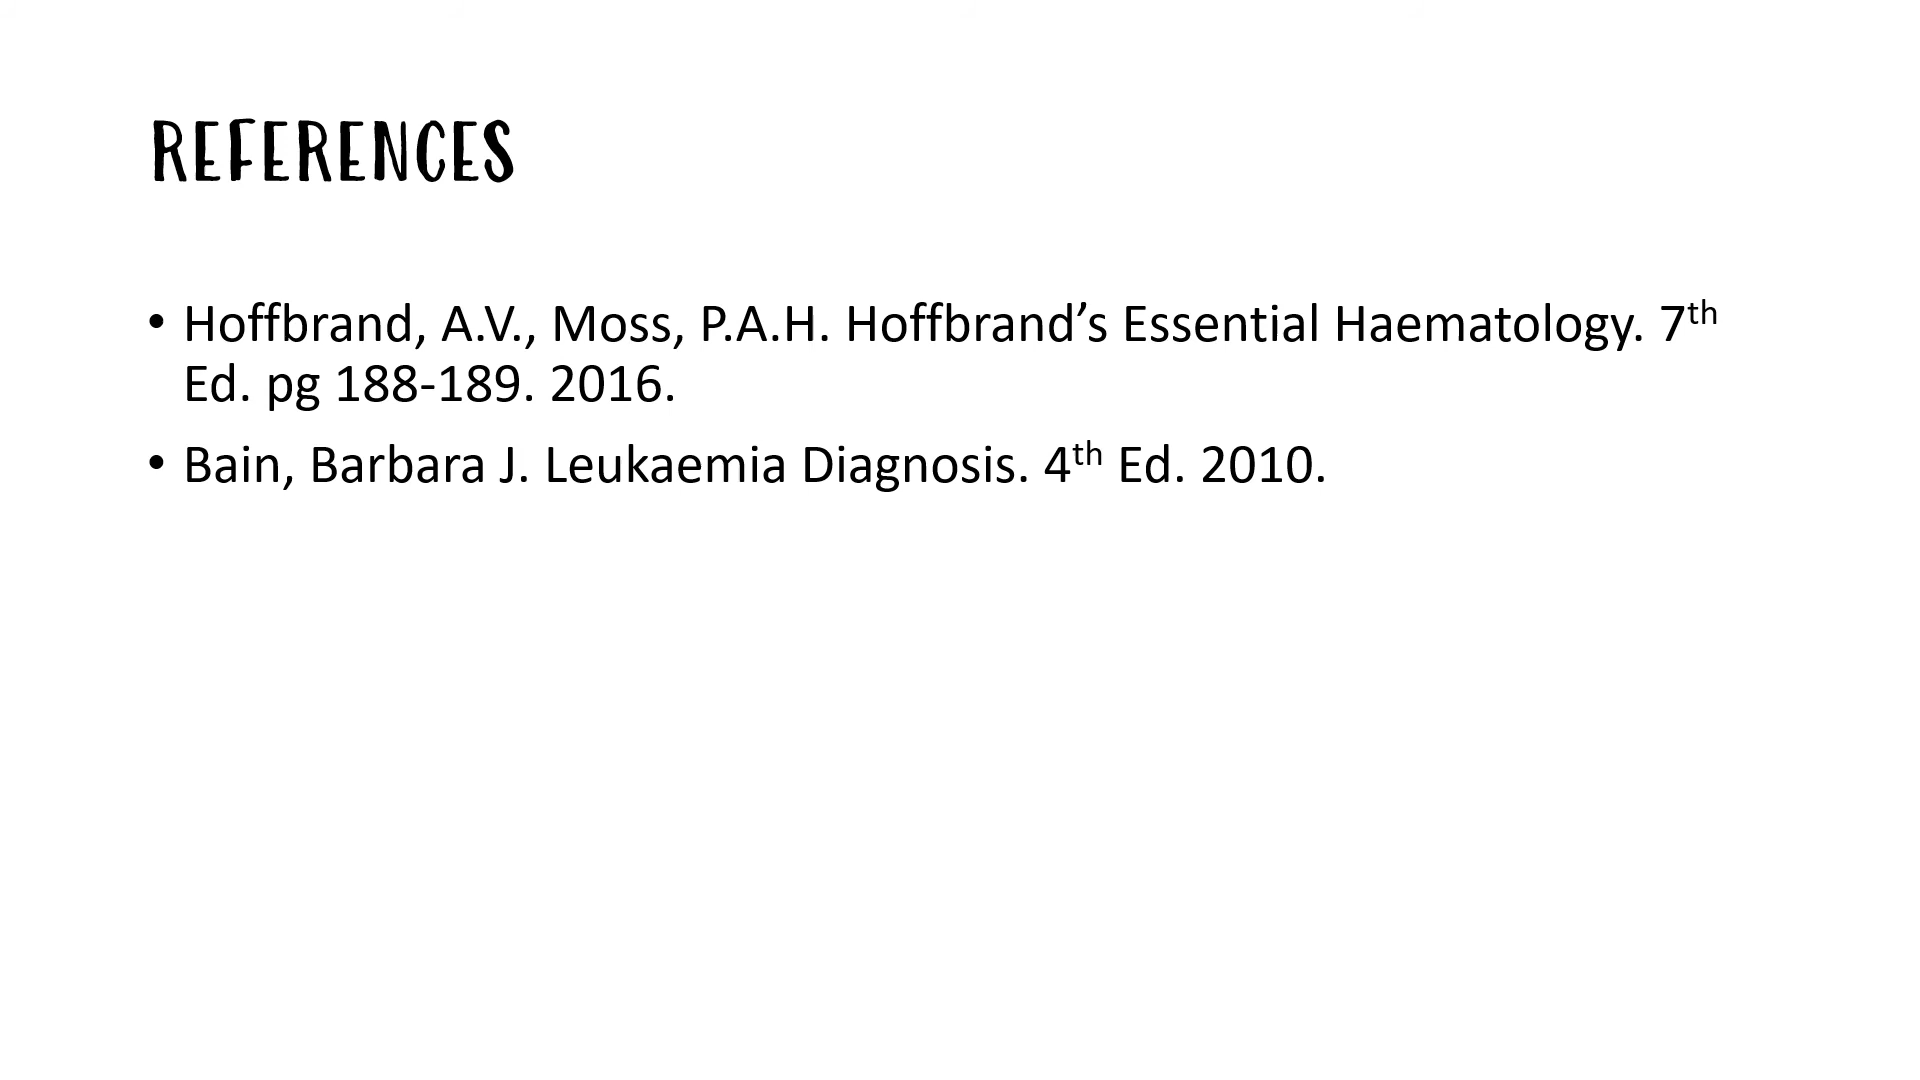 REFERENCES
• Hoffbrand, A.V., Moss, P.A.H. Hoffbrand’s Essential Haematology. 7th
Ed. pg 188-189. 2016.
• Bain, Barbara J. Leukaemia Diagnosis. 4th Ed. 2010.